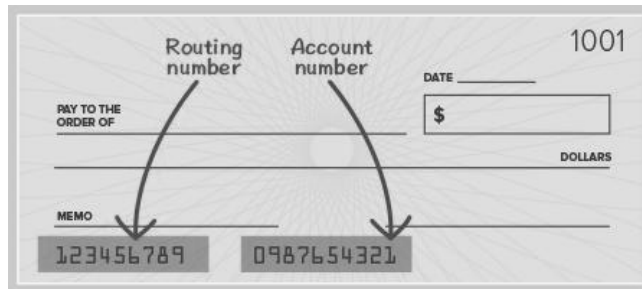 1001
Routing
number
Account
number
DATE
PAY TO THE
ORDER OF
$
DOLLARS
MEMO
123456789 0987654321